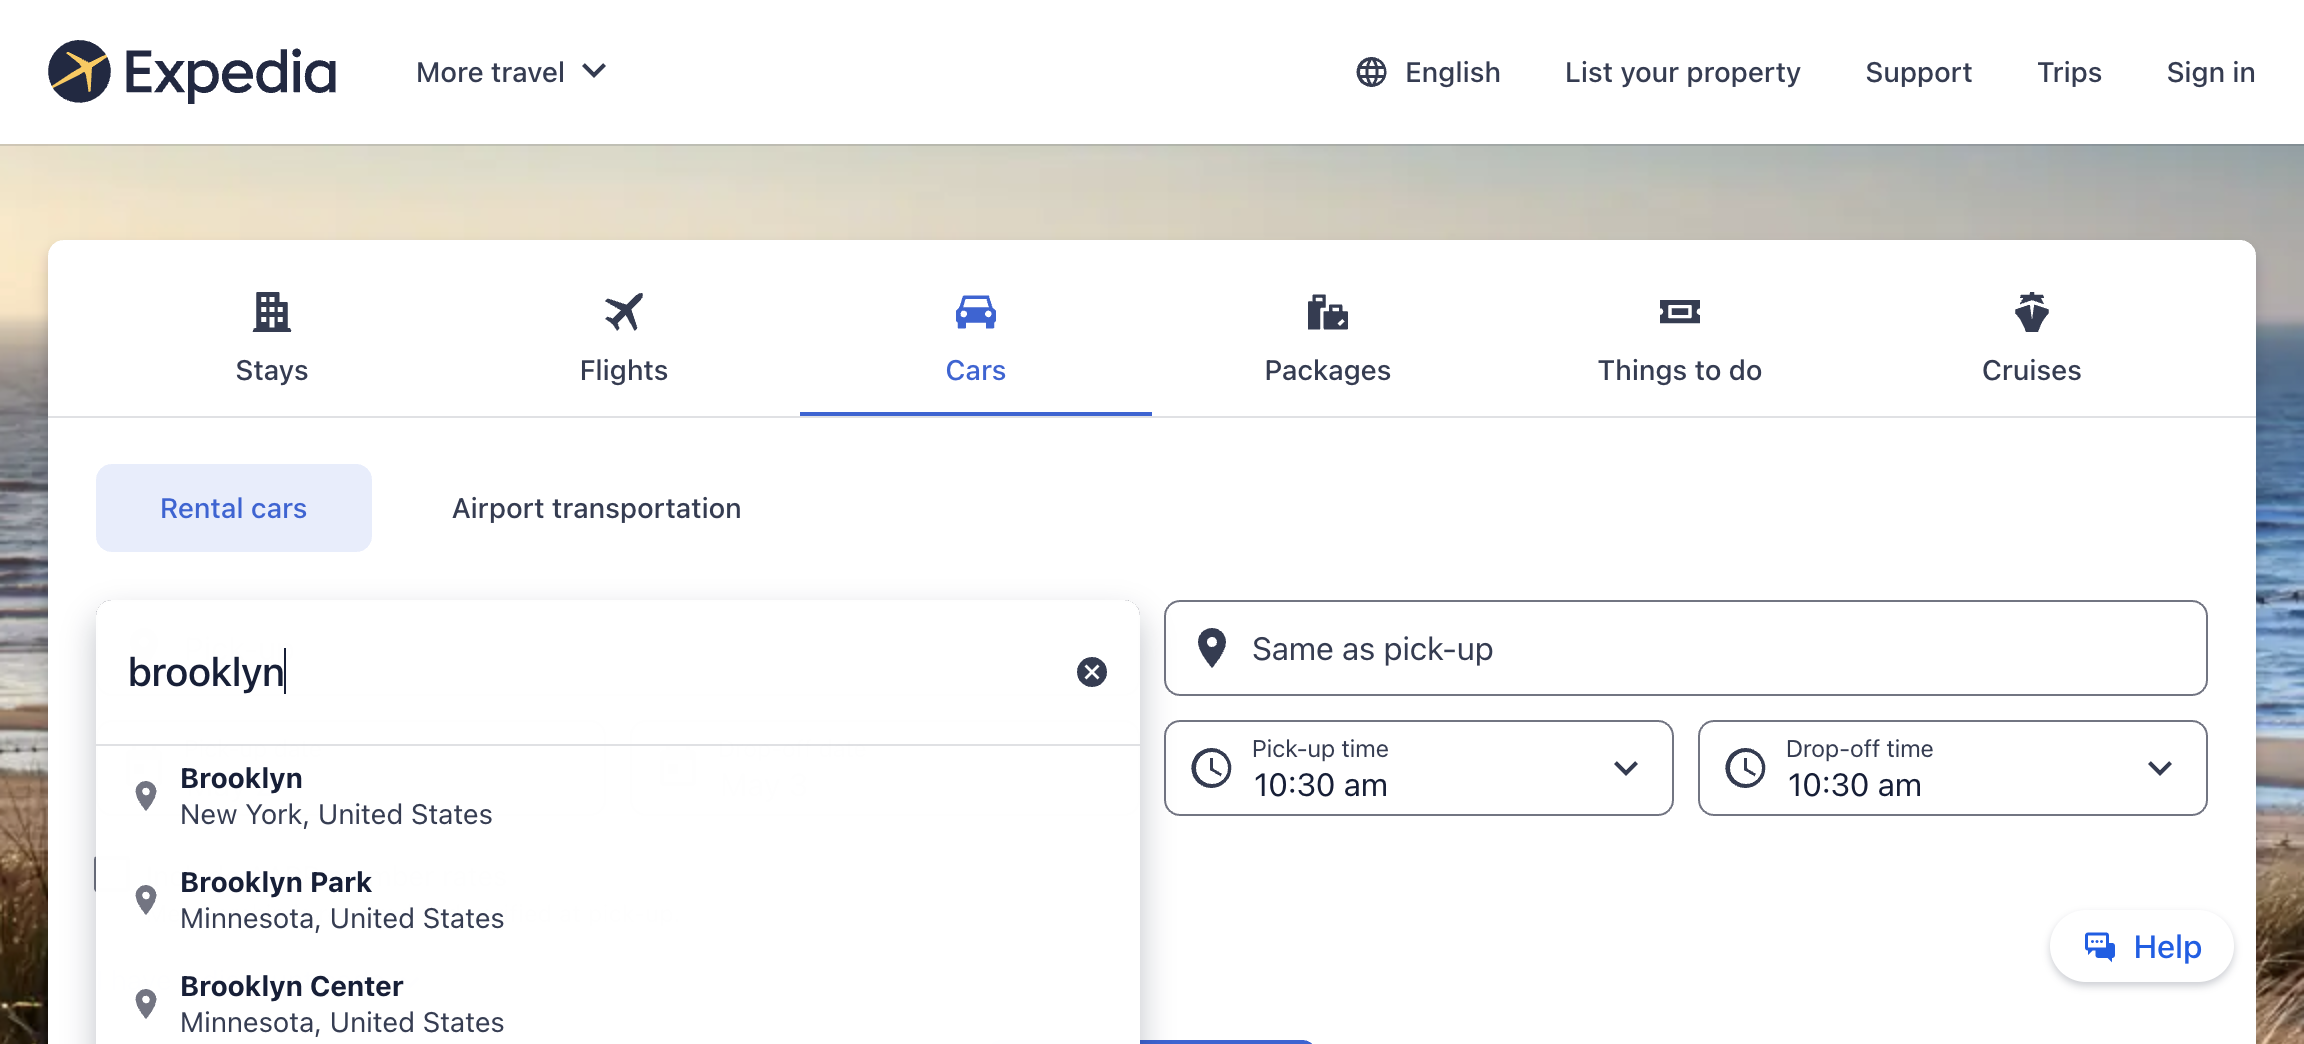 Expedia
More travel
English
List your property
Support
Trips
Sign in
Stays
Flights
Cars
Packages
Things to do
Cruises
Rental cars
Airport transportation
brooklyn
Brooklyn
New York, United States
Brooklyn Park
Minnesota, United States
Brooklyn Center
Minnesota, United States
Same as pick-up
Pick-up time
10:30 am
Drop-off time
10:30 am
Help